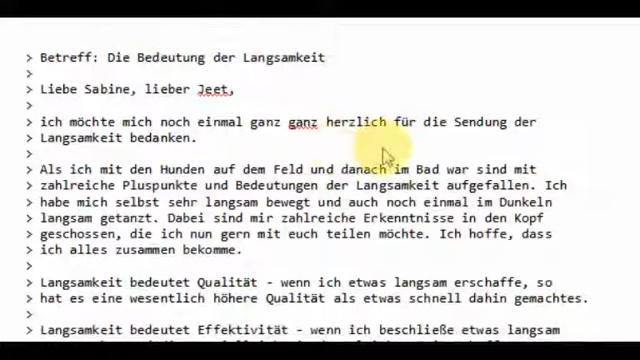 > Betreff: Die Bedeutung der Langsamkeit
>
> Liebe Sabine, lieber Jeet,
>
> ich möchte mich noch einmal ganz ganz herzlich für die Sendung der
> Langsamkeit bedanken.
>
> Als ich mit den Hunden auf dem Feld und danach im Bad war sind mit
> zahlreiche Pluspunkte und Bedeutungen der Langsamkeit aufgefallen. Ich
> habe mich selbst sehr langsam bewegt und auch noch einmal im Dunkeln
> langsam getanzt. Dabei sind mir zahlreiche Erkenntnisse in den Kopf
> geschossen, die ich nun gern mit euch teilen möchte. Ich hoffe, dass
> ich alles zusammen bekomme.
>
> Langsamkeit bedeutet Qualität - wenn ich etwas langsam erschaffe, so
> hat es eine wesentlich höhere Qualität als etwas schnell dahin gemachtes.
>
> Langsamkeit bedeutet Effektivität - wenn ich beschließe etwas langsam